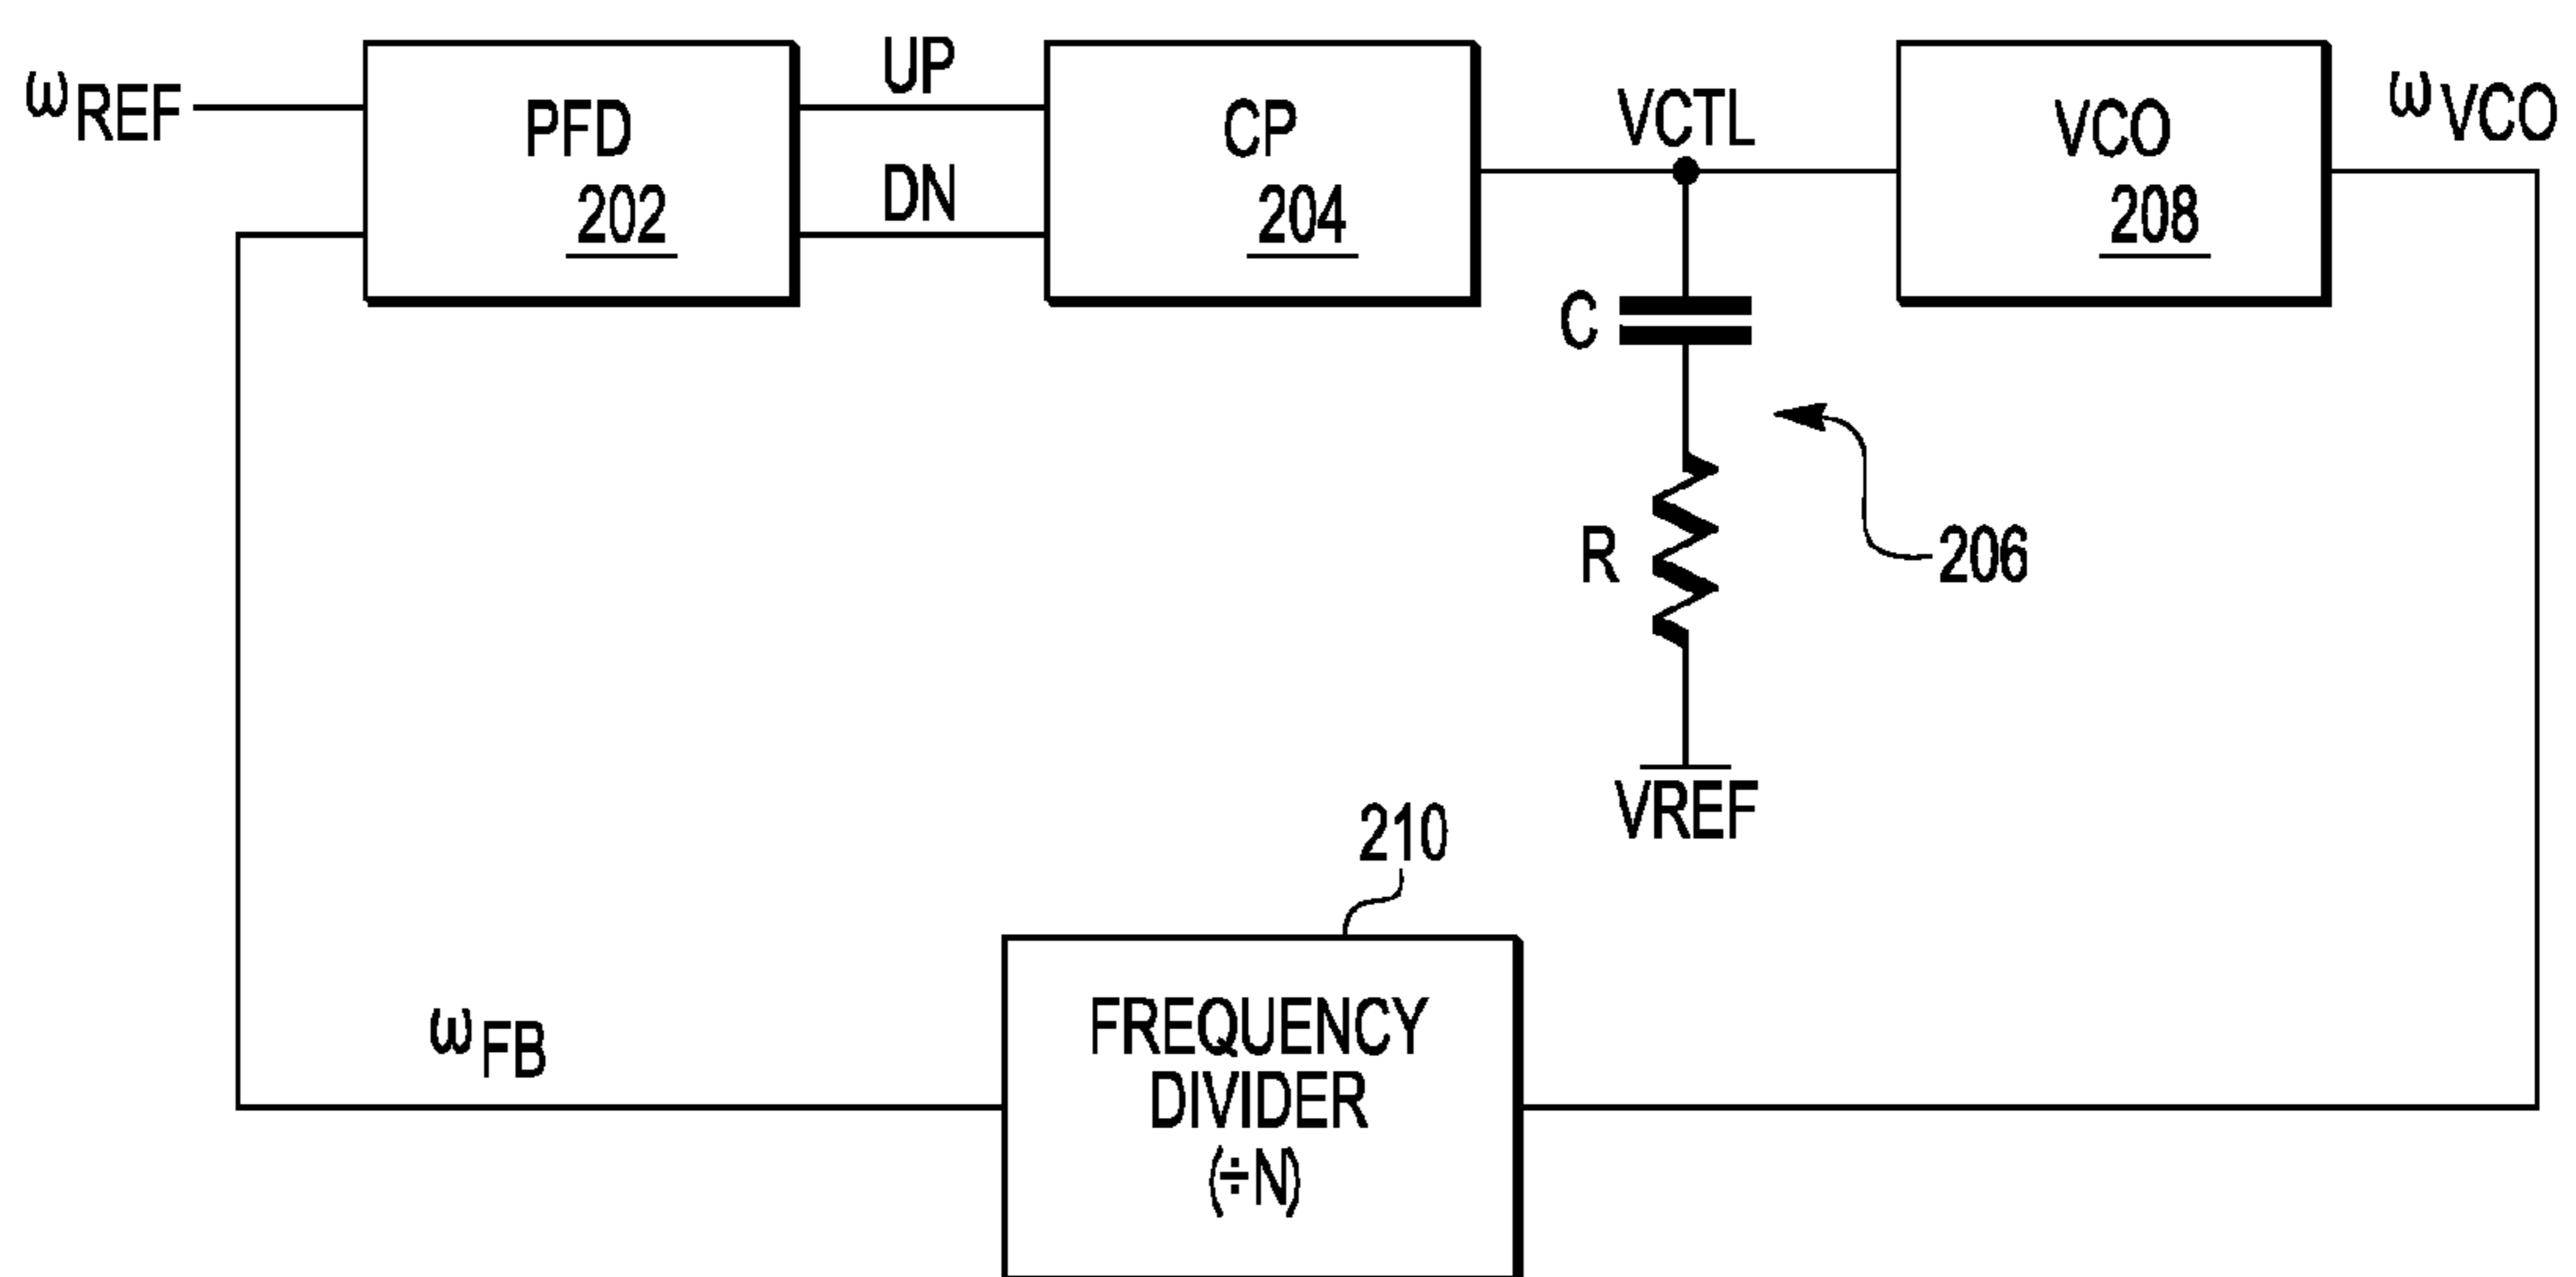 ωREF
PFD
202
UP
DN
CP
204
VCTL
VCO
208
ωVCO
C
R
206
VREF
210
ωFB
FREQUENCY
DIVIDER
(÷N)